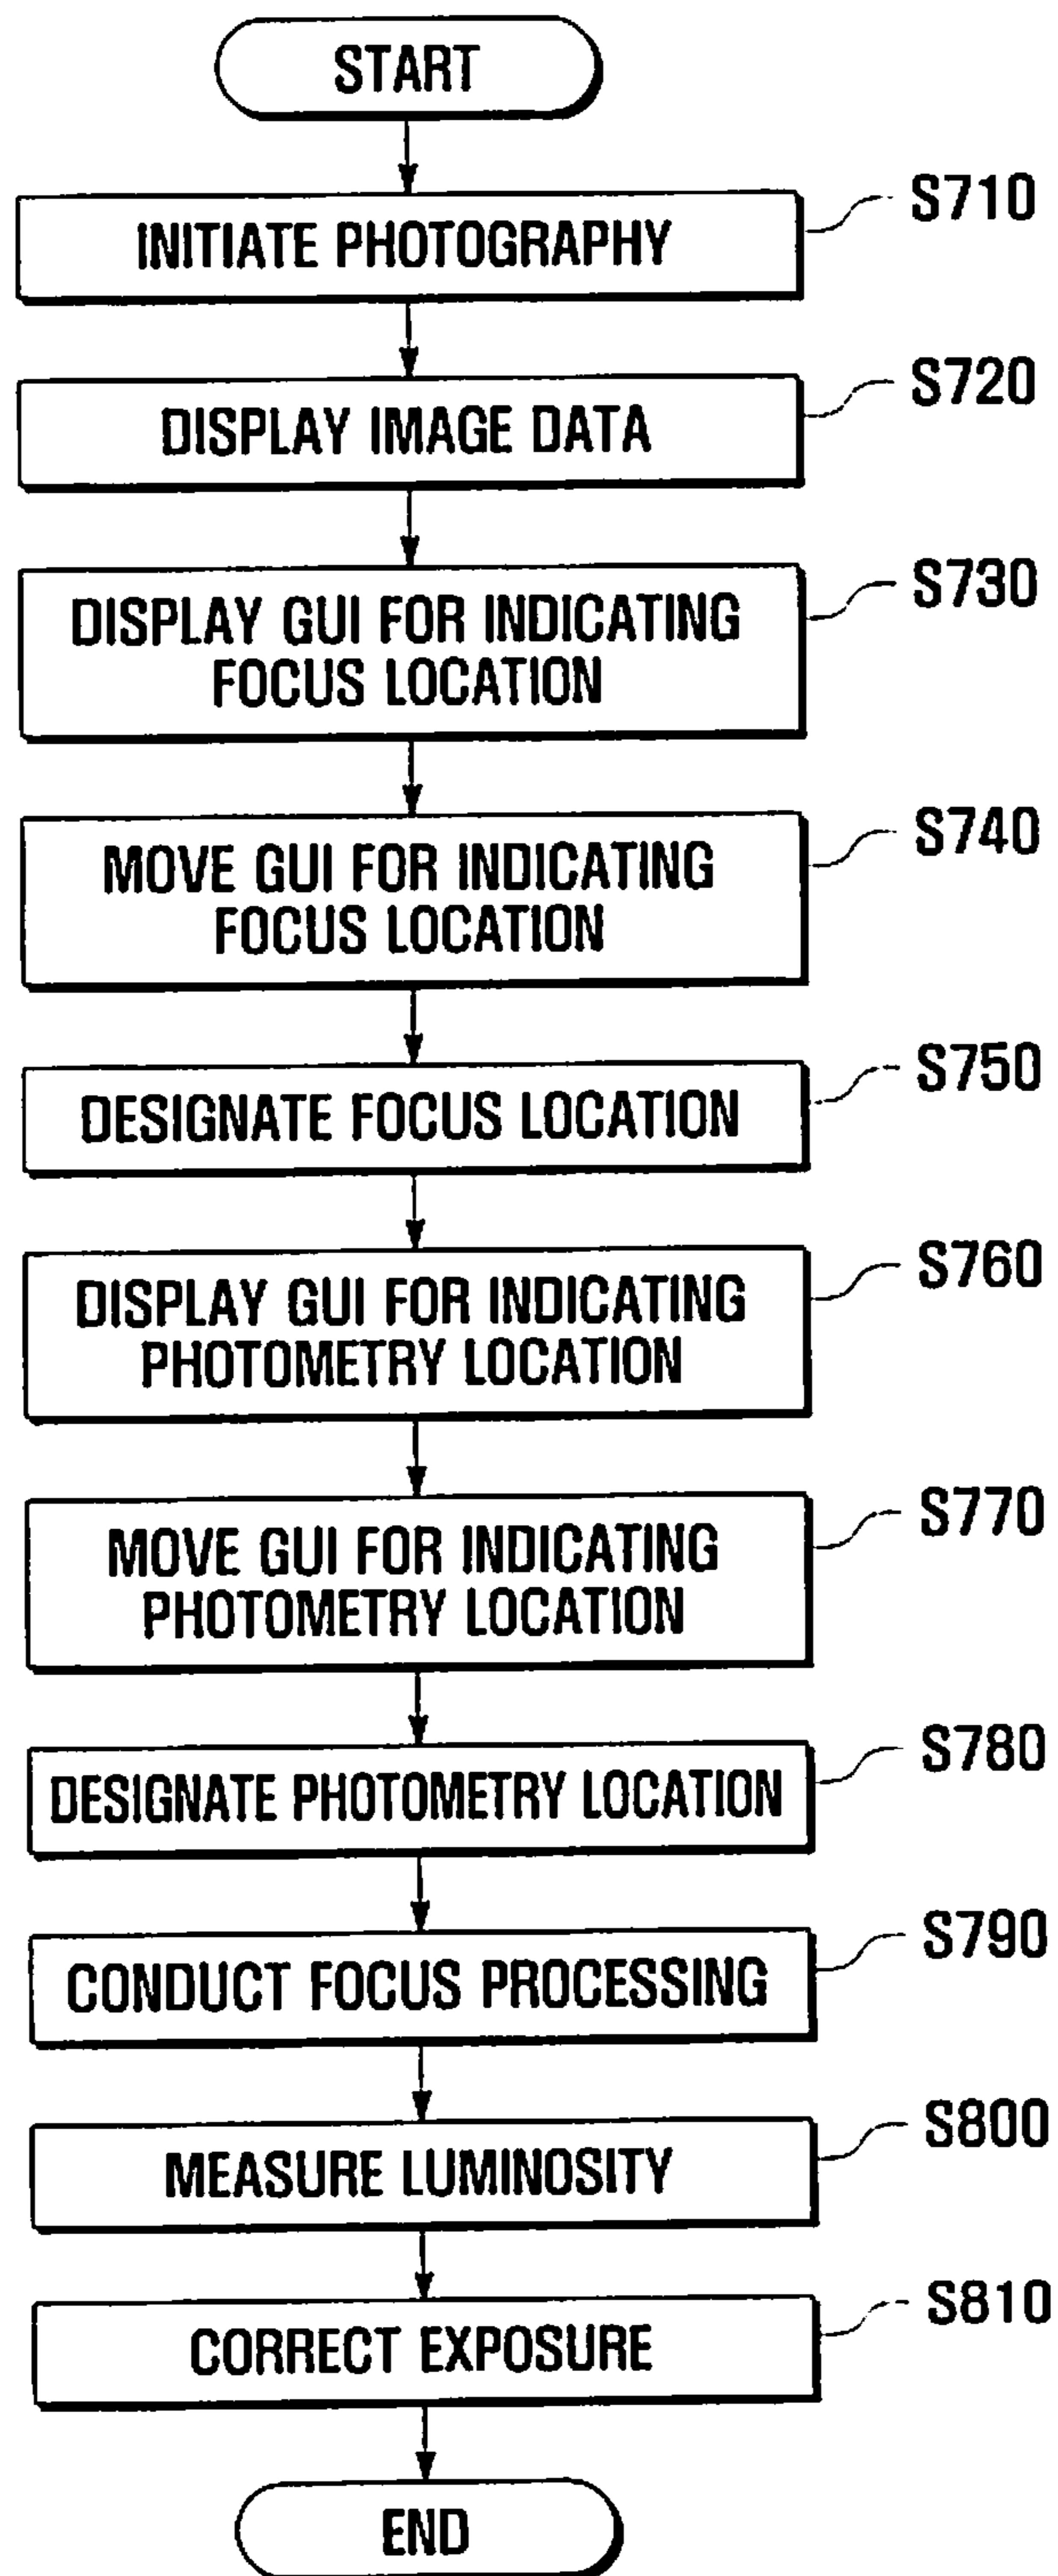 START
INITIATE PHOTOGRAPHY
S710
DISPLAY IMAGE DATA
S720
DISPLAY GUI FOR INDICATING
FOCUS LOCATION
S730
MOVE GUI FOR INDICATING
FOCUS LOCATION
S740
DESIGNATE FOCUS LOCATION
S750
DISPLAY GUI FOR INDICATING
PHOTOMETRY LOCATION
S760
MOVE GUI FOR INDICATING
PHOTOMETRY LOCATION
S770
DESIGNATE PHOTOMETRY LOCATION
S780
CONDUCT FOCUS PROCESSING
S790
MEASURE LUMINOSITY
S800
CORRECT EXPOSURE
S810
END